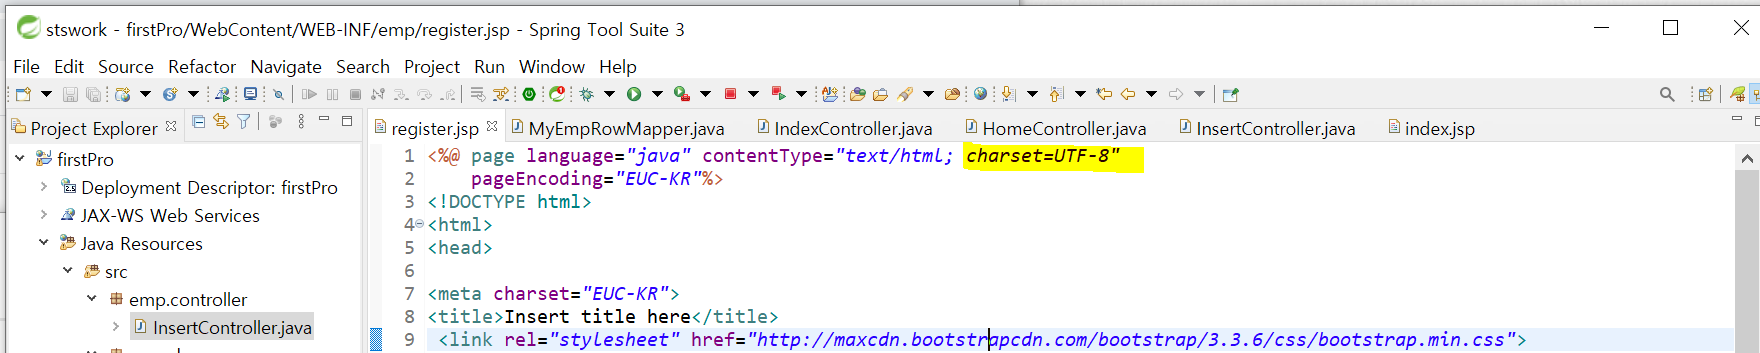 stswork - firstPro/WebContent/WEB-INF/emp/register.jsp - Spring Tool Suite 3
File Edit Source Refactor Navigate Search Project Run Window Help
Project Explorer
register.jsp MyEmpRowMapper.java IndexController.java HomeController.java InsertController.java index.jsp
firstPro
Deployment Descriptor: firstPro
JAX-WS Web Services
Java Resources
src
emp.controller
InsertController.java
1 <%@ page language="java" contentType="text/html; charset=UTF-8"
2 pageEncoding="EUC-KR"%>
3 <!DOCTYPE html>
4 <html>
5 <head>
6
7 <meta charset="EUC-KR">
8 <title>Insert title here</title>
9 <link rel="stylesheet" href="http://maxcdn.bootstrapcdn.com/bootstrap/3.3.6/css/bootstrap.min.css">